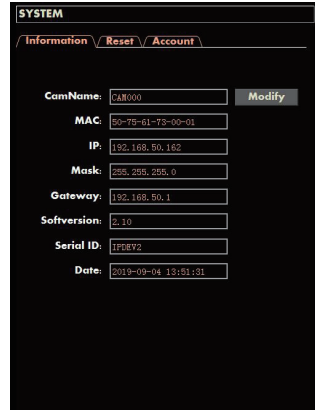 SYSTEM
Information Reset Account
CamName: CAM000 Modify
MAC: 50-75-61-73-00-01
IP: 192.168.50.162
Mask: 255.255.255.0
Gateway: 192.168.50.1
Softversion: 2.10
Serial ID: IPDEV2
Date: 2019-09-04 13:51:31